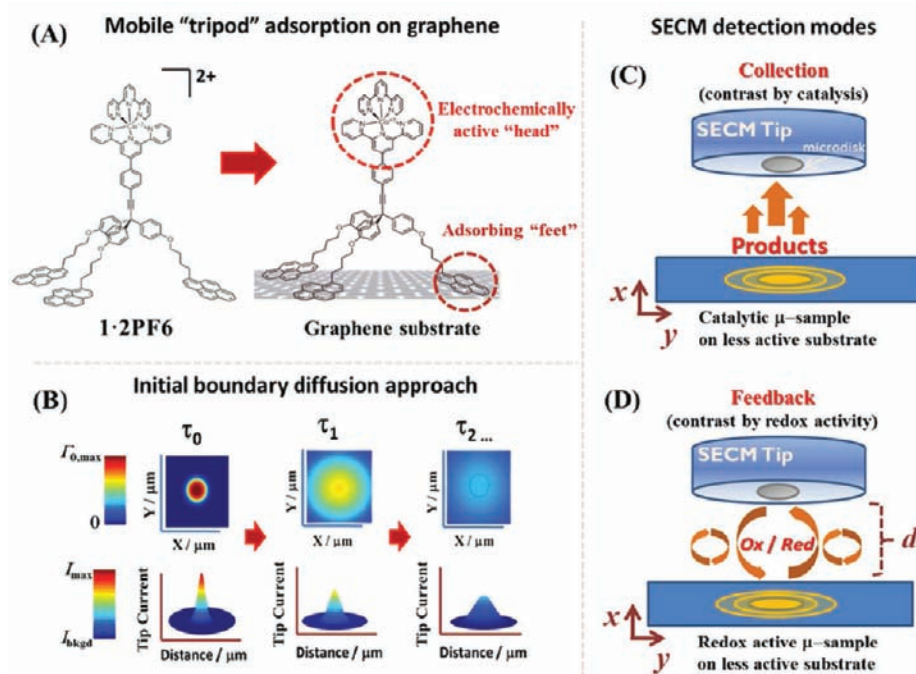 Mobile “tripod” adsorption on graphene
(A)
2+
Electrochemically
active “head”
Adsorbing “feet”
1·2PF6
Graphene substrate
Initial boundary diffusion approach
(B)
τ0
τ1
τ2 ...
Γ0,max
0
Y / μm
X / μm
Y / μm
X / μm
Y / μm
X / μm
Imax
Ibkgd
Tip Current
Distance / μm
Tip Current
Distance / μm
Tip Current
Distance / μm
SECM detection modes
(C)
Collection
(contrast by catalysis)
SECM Tip
microdisk
Products
x
y
Catalytic μ–sample
on less active substrate
(D)
Feedback
(contrast by redox activity)
SECM Tip
Ox / Red
d
x
y
Redox active μ–sample
on less active substrate